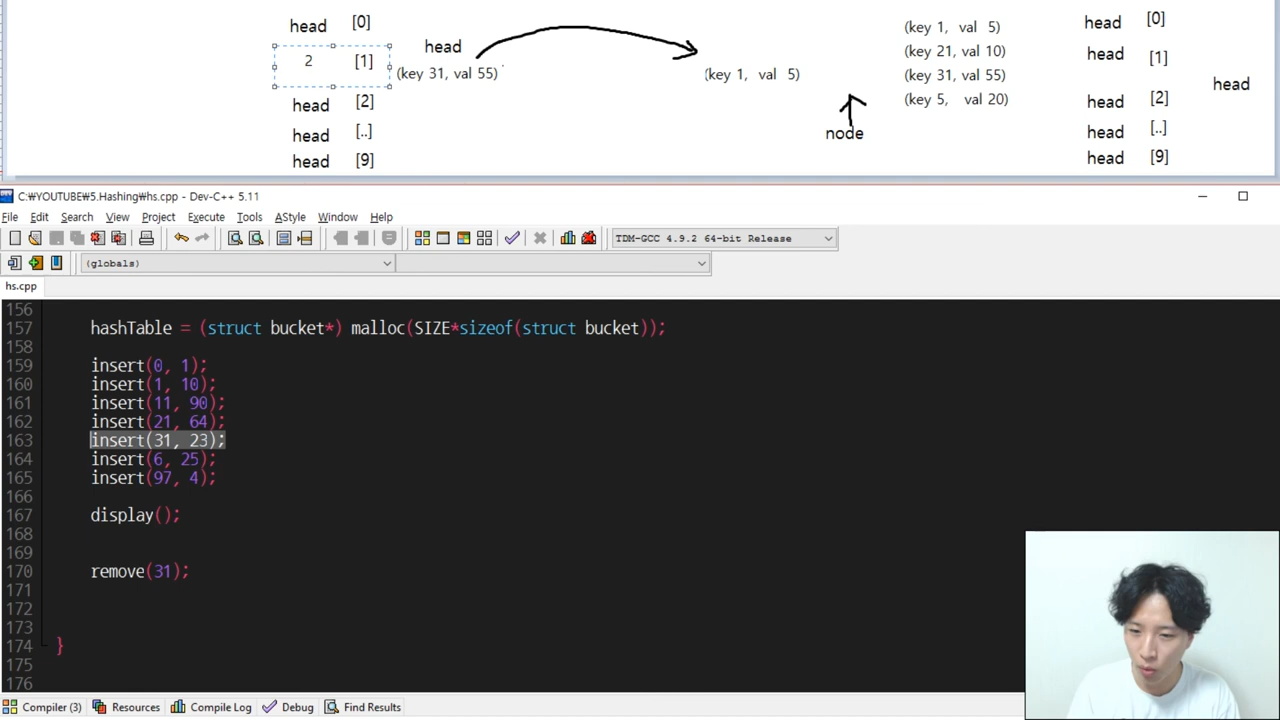 head [0]
2 [1]
head [2]
head [..]
head [9]
head
(key 31, val 55)
(key 1, val 5)
node
(key 1, val 5)
(key 21, val 10)
(key 31, val 55)
(key 5, val 20)
head [0]
head [1]
head [2]
head [..]
head [9]
head
C:₩YOUTUBE₩5.Hashing₩hs.cpp - Dev-C++ 5.11
File Edit Search View Project Execute Tools AStyle Window Help
TDM-GCC 4.9.2 64-bit Release
(globals)
hs.cpp
156
157 hashTable = (struct bucket*) malloc(SIZE*sizeof(struct bucket));
158
159 insert(0, 1);
160 insert(1, 10);
161 insert(11, 90);
162 insert(21, 64);
163 insert(31, 23);
164 insert(6, 25);
165 insert(97, 4);
166
167 display();
168
169
170 remove(31);
171
172
173
174 }
175
176
Compiler (3) Resources Compile Log Debug Find Results